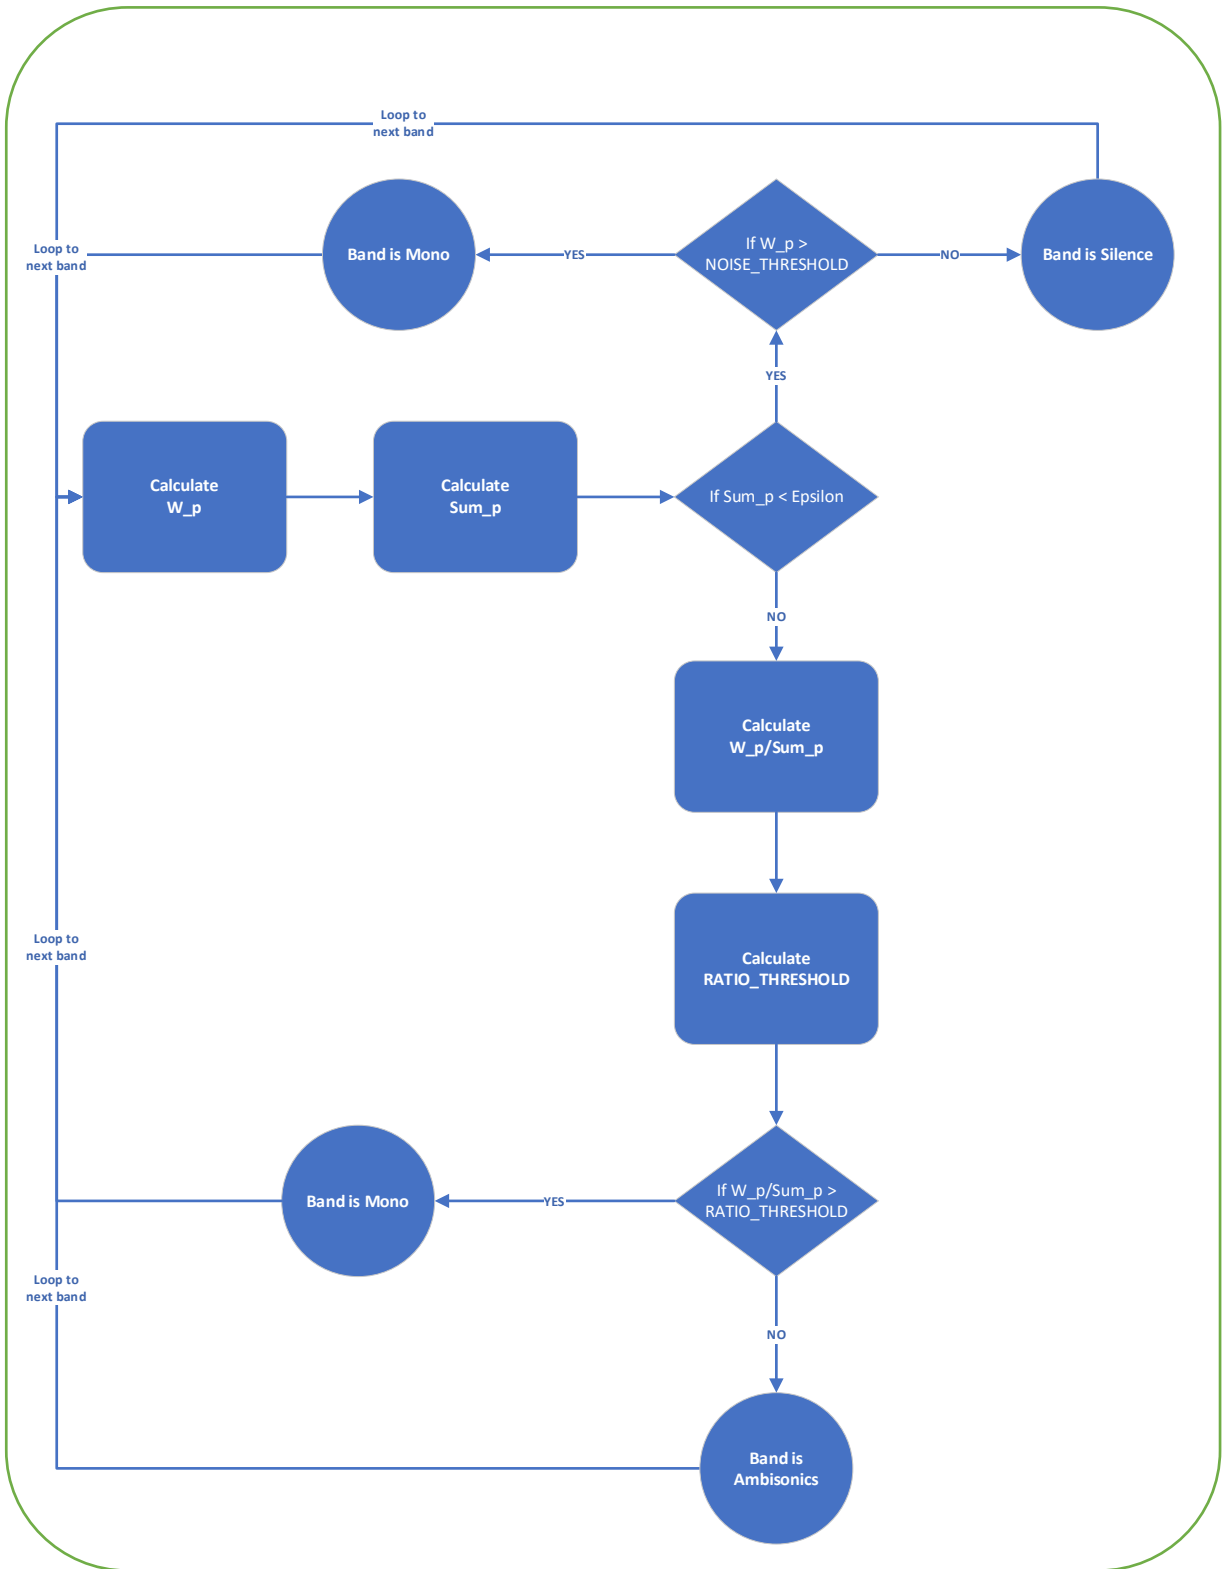 Loop to
next band
Loop to
next band
Band is Mono
YES
If W_p >
NOISE_THRESHOLD
NO
Band is Silence
YES
Calculate
W_p
Calculate
Sum_p
If Sum_p < Epsilon
NO
Calculate
W_p/Sum_p
Loop to
next band
Calculate
RATIO_THRESHOLD
Band is Mono
YES
If W_p/Sum_p >
RATIO_THRESHOLD
Loop to
next band
NO
Band is
Ambisonics